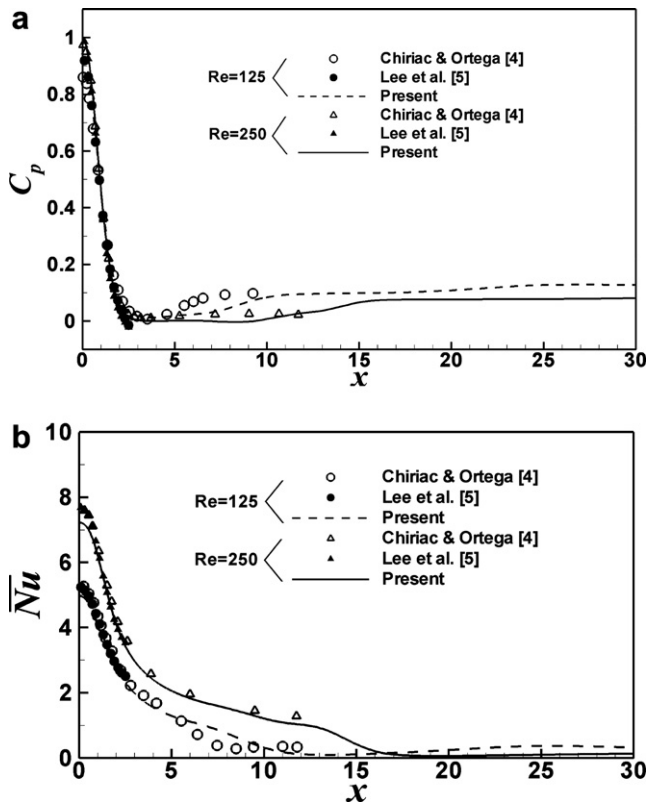 a
1
0.8
0.6
0.4
0.2
0
C_p
Re=125
Chiriac & Ortega [4]
Lee et al. [5]
Present
Re=250
Chiriac & Ortega [4]
Lee et al. [5]
Present
0 5 10 15 20 25 30
x
b
10
8
6
4
2
0
N̅u̅
Re=125
Chiriac & Ortega [4]
Lee et al. [5]
Present
Re=250
Chiriac & Ortega [4]
Lee et al. [5]
Present
0 5 10 15 20 25 30
x